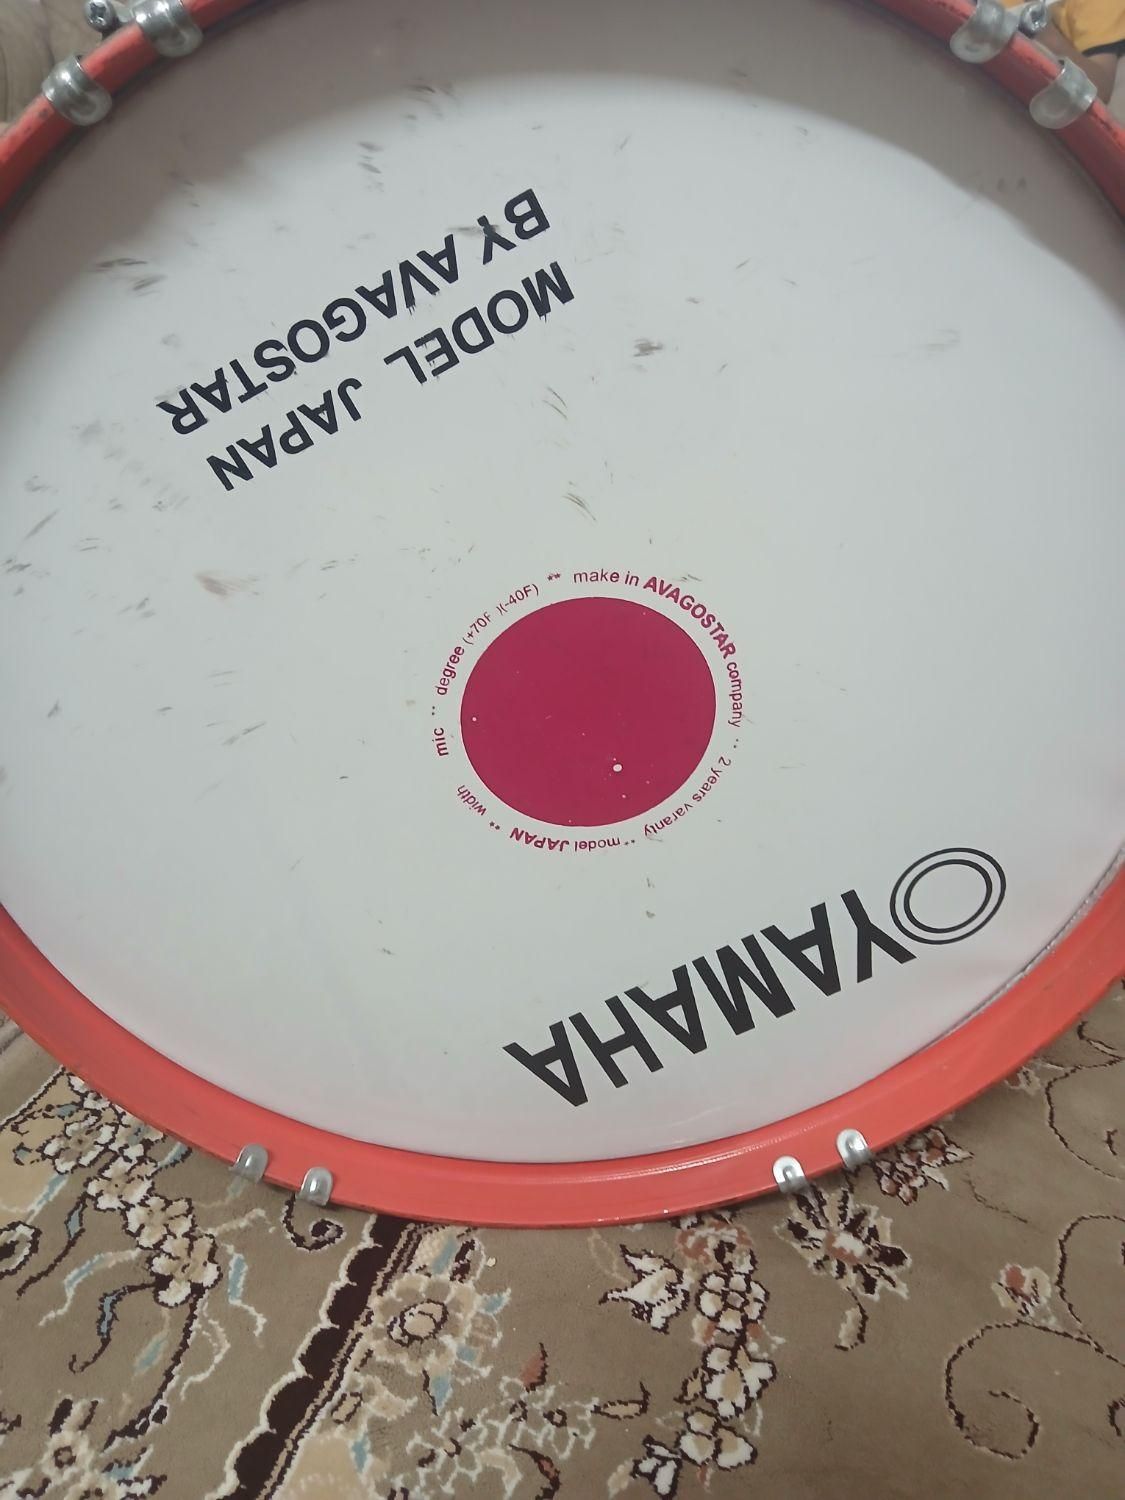 YAMAHA
make in AVAGOSTAR company ** 2 years varanty ** model JAPAN ** width mic ** degree (+70F )(-40F) **
MODEL JAPAN
BY AVAGOSTAR